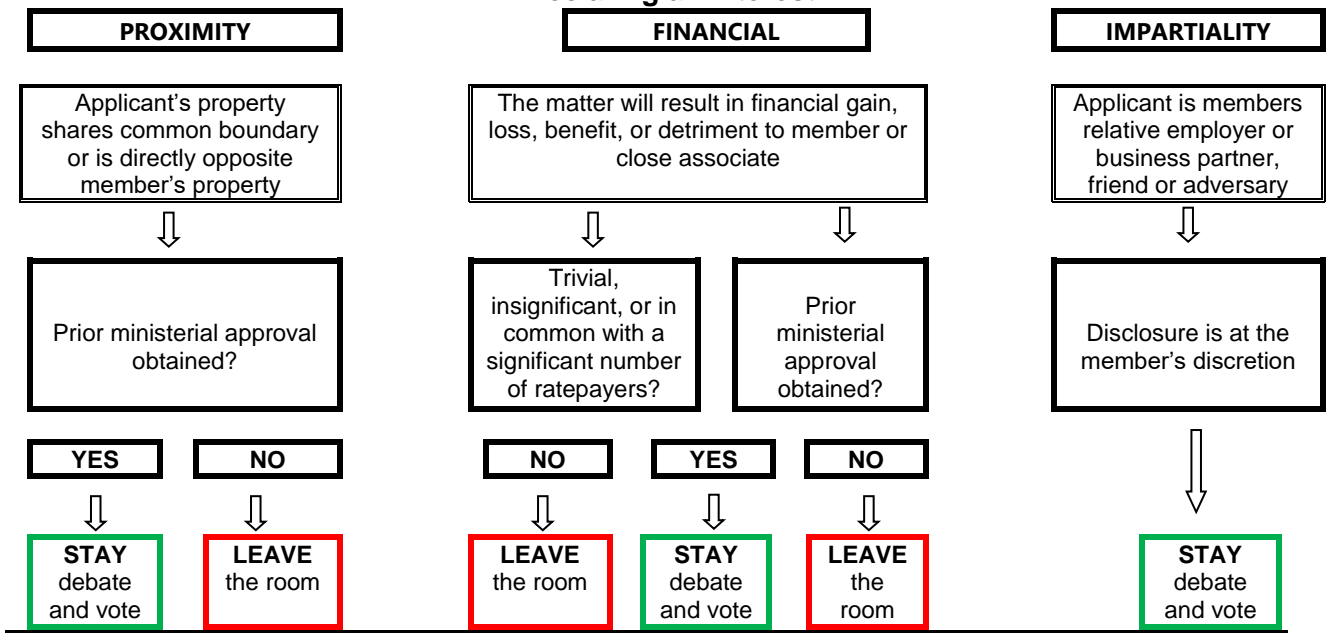 PROXIMITY
FINANCIAL
IMPARTIALITY
Applicant’s property
shares common boundary
or is directly opposite
member’s property
The matter will result in financial gain,
loss, benefit, or detriment to member or
close associate
Applicant is members
relative employer or
business partner,
friend or adversary
Prior ministerial approval
obtained?
Trivial,
insignificant, or in
common with a
significant number
of ratepayers?
Prior
ministerial
approval
obtained?
Disclosure is at the
member’s discretion
YES
NO
NO
YES
NO
STAY
debate
and vote
LEAVE
the room
LEAVE
the room
STAY
debate
and vote
LEAVE
the
room
STAY
debate
and vote